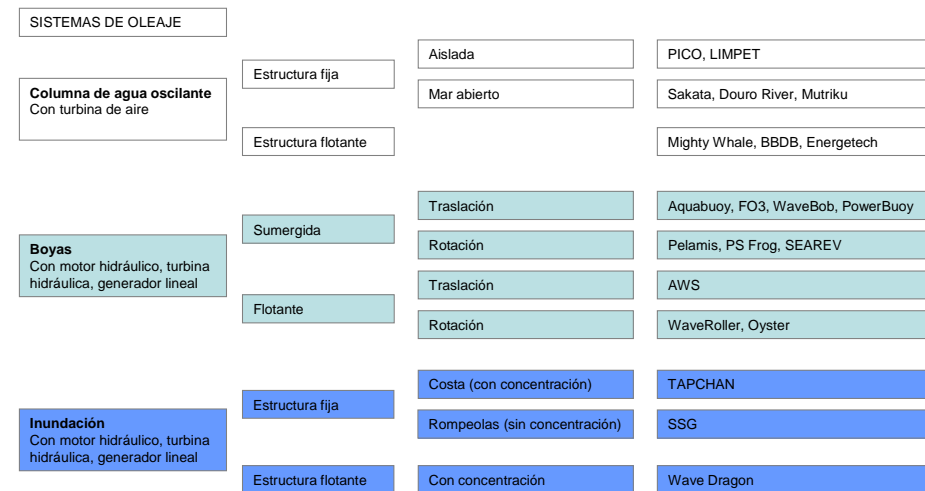 SISTEMAS DE OLEAJE
Columna de agua oscilante
Con turbina de aire
Estructura fija
Aislada
PICO, LIMPET
Mar abierto
Sakata, Douro River, Mutriku
Estructura flotante
Mighty Whale, BBDB, Energetech
Boyas
Con motor hidráulico, turbina
hidráulica, generador lineal
Sumergida
Traslación
Aquabuoy, FO3, WaveBob, PowerBuoy
Rotación
Pelamis, PS Frog, SEAREV
Flotante
Traslación
AWS
Rotación
WaveRoller, Oyster
Inundación
Con motor hidráulico, turbina
hidráulica, generador lineal
Estructura fija
Costa (con concentración)
TAPCHAN
Rompeolas (sin concentración)
SSG
Estructura flotante
Con concentración
Wave Dragon